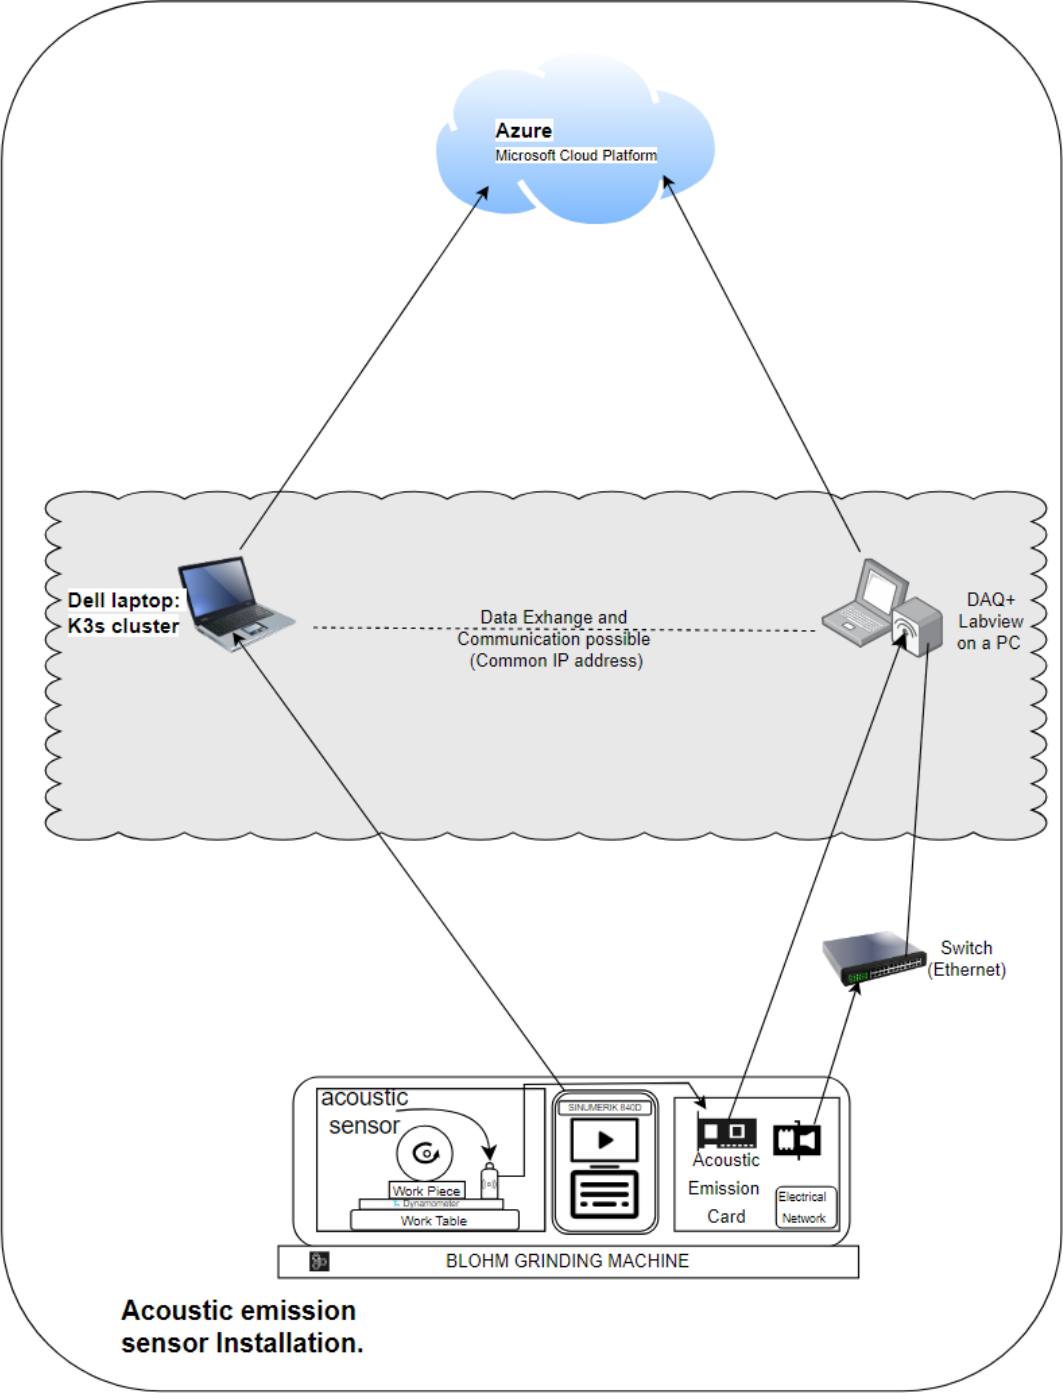 Azure
Microsoft Cloud Platform
Dell laptop:
K3s cluster
Data Exhange and
Communication possible
(Common IP address)
DAQ+
Labview
on a PC
Switch
(Ethernet)
acoustic
sensor
SINUMERIK 840D
Work Piece
Dynamometer
Work Table
Acoustic
Emission
Card
Electrical
Network
BLOHM GRINDING MACHINE
Acoustic emission
sensor Installation.